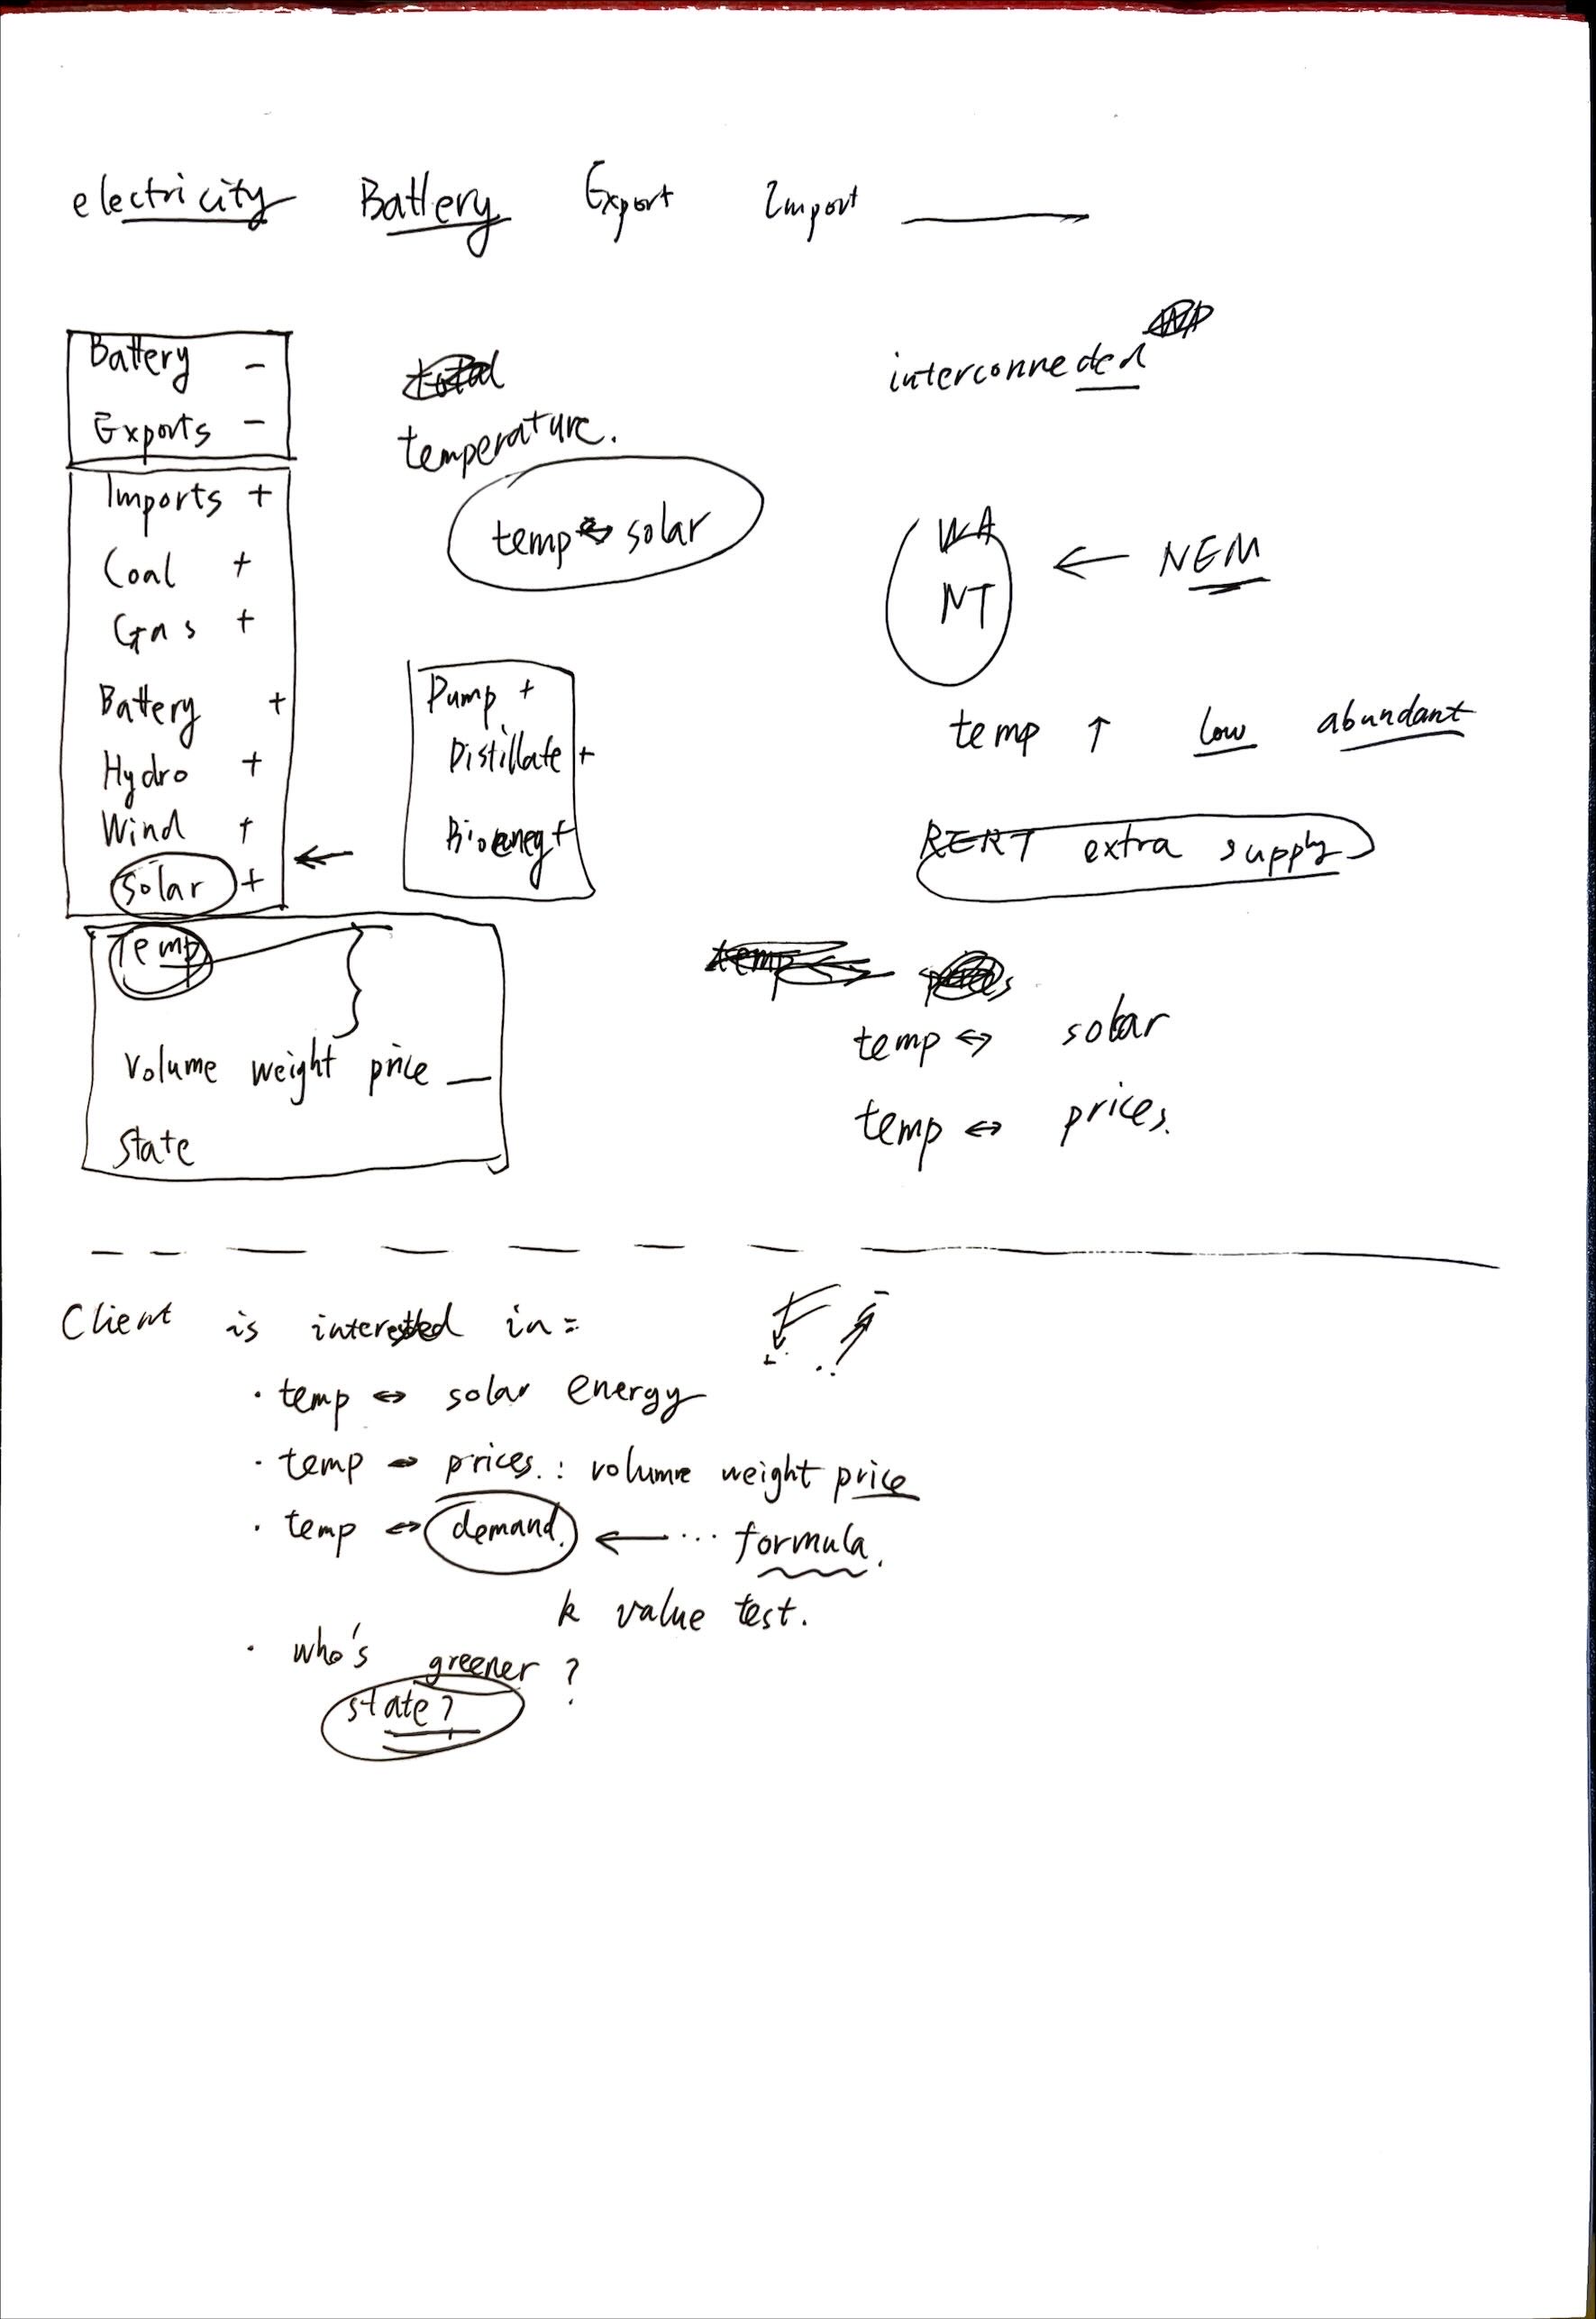 electricity Battery Export Import
Battery -
Exports -
Imports +
Coal +
Gas +
Battery +
Hydro +
Wind +
solar +
temperature.
temp ↔ solar
Pump +
Distillate +
Bioeneg +
interconneded
WA
NT
← NEM
temp ↑ low abundant
RERT extra supply
Temp
volume weight price
state
temp ↔ solar
temp ↔ prices.
Client is interested in:
· temp ↔ solar energy
· temp ↔ prices. : volume weight price
· temp ↔ demand. ← ... formula.
k value test.
· who's greener ?
state?